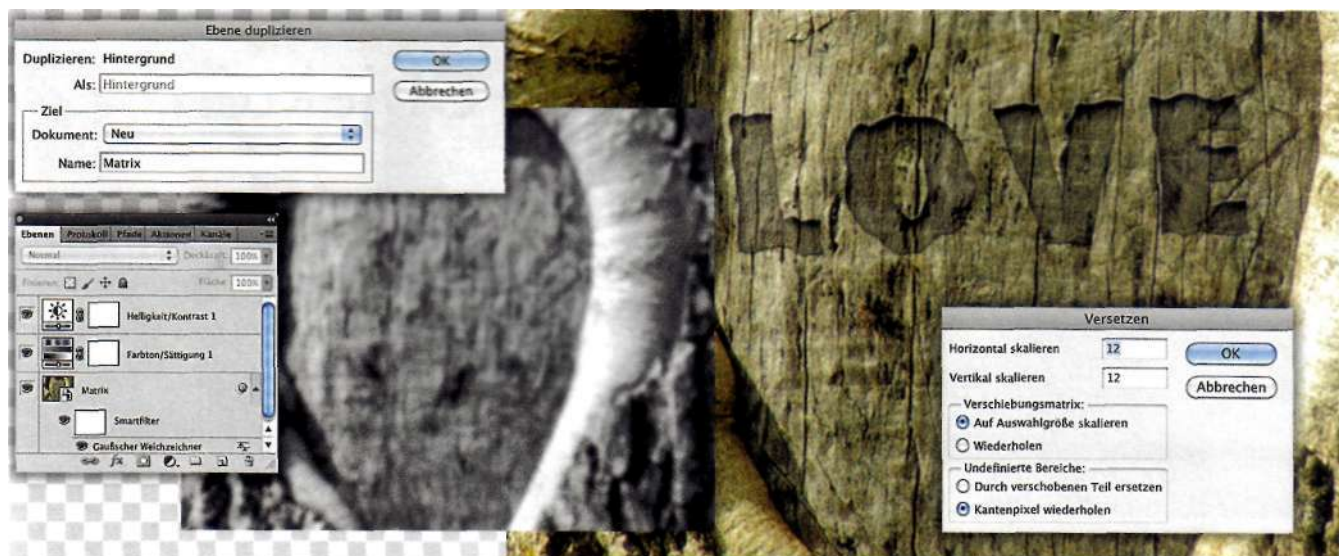 Ebene duplizieren
Duplizieren: Hintergrund
Als: Hintergrund
Ziel
Dokument: Neu
Name: Matrix
OK
Abbrechen
Ebenen Protokoll Pfade Aktionen Kanäle
Normal Deckkraft: 100%
Fixieren: Fläche: 100%
Helligkeit/Kontrast 1
Farbton/Sättigung 1
Matrix
Smartfilter
Gaußscher Weichzeichner
fx
LOVE
Versetzen
Horizontal skalieren 12
Vertikal skalieren 12
OK
Abbrechen
Verschiebungsmatrix:
Auf Auswahlgröße skalieren
Wiederholen
Undefinierte Bereiche:
Durch verschobenen Teil ersetzen
Kantenpixel wiederholen